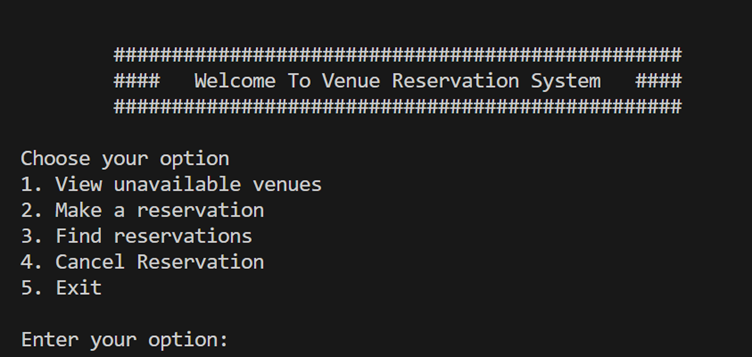 #################################################
####   Welcome To Venue Reservation System   ####
#################################################
Choose your option
1. View unavailable venues
2. Make a reservation
3. Find reservations
4. Cancel Reservation
5. Exit
Enter your option: